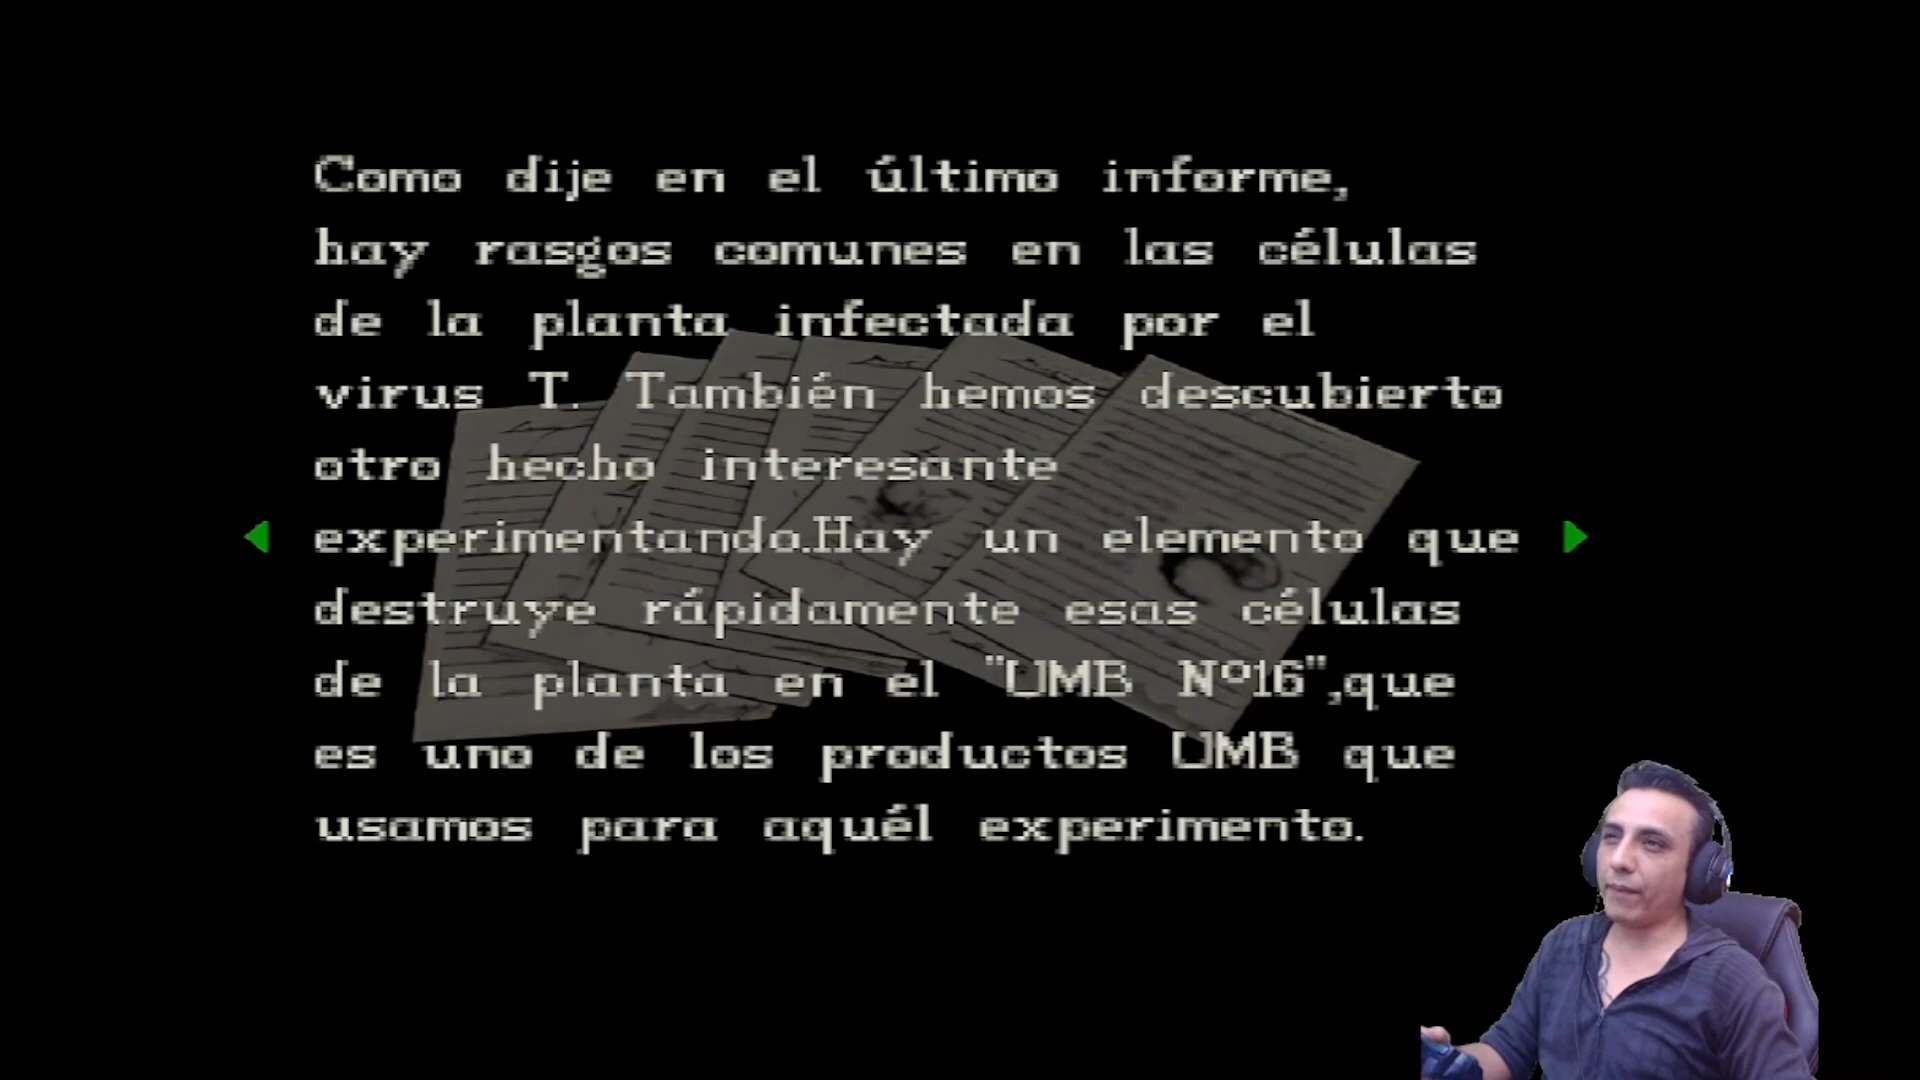 Como dije en el último informe,
hay rasgos comunes en las células
de la planta infectada por el
virus T. También hemos descubierto
otro hecho interesante
experimentando.Hay un elemento que
destruye rápidamente esas células
de la planta en el "UMB Nº16",que
es uno de los productos UMB que
usamos para aquél experimento.